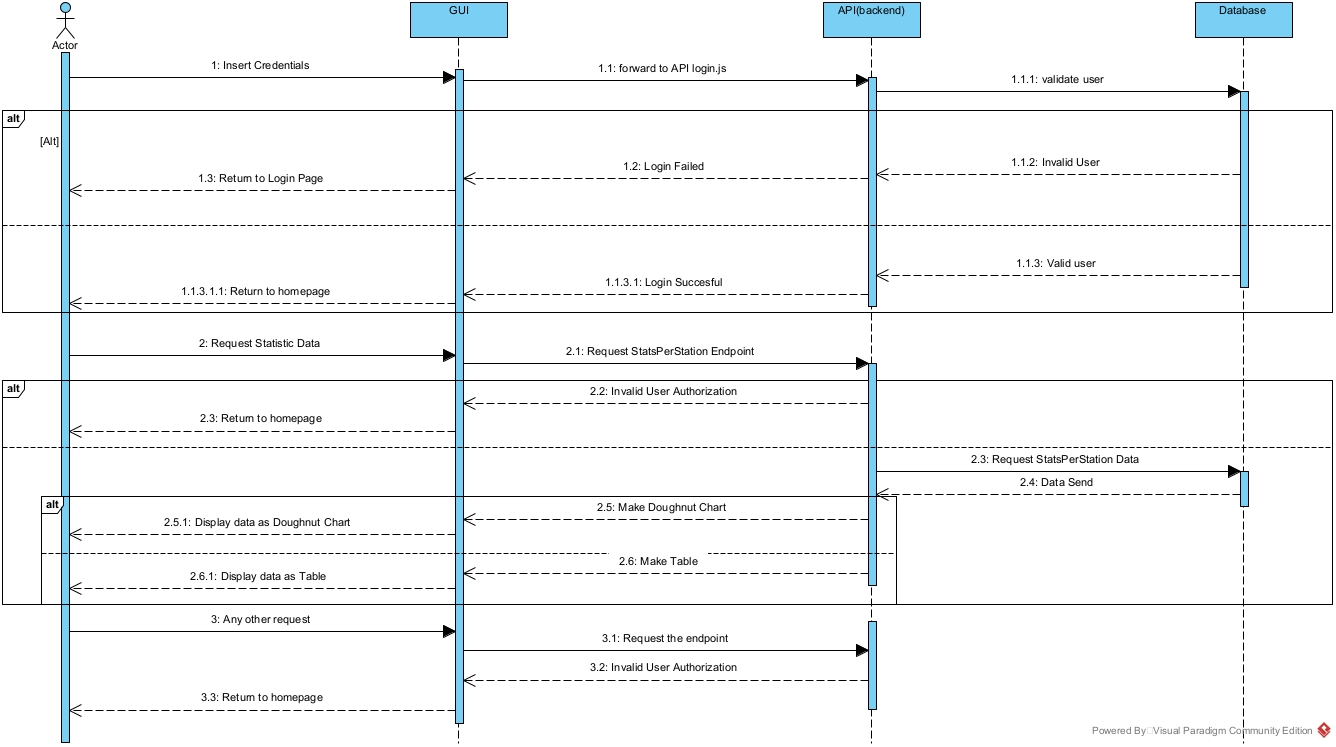 GUI
API(backend)
Database
Actor
1: Insert Credentials
1.1: forward to API login.js
1.1.1: validate user
alt
[Alt]
1.1.2: Invalid User
1.2: Login Failed
1.3: Return to Login Page
1.1.3: Valid user
1.1.3.1: Login Succesful
1.1.3.1.1: Return to homepage
2: Request Statistic Data
2.1: Request StatsPerStation Endpoint
alt
2.2: Invalid User Authorization
2.3: Return to homepage
2.3: Request StatsPerStation Data
2.4: Data Send
alt
2.5: Make Doughnut Chart
2.5.1: Display data as Doughnut Chart
2.6: Make Table
2.6.1: Display data as Table
3: Any other request
3.1: Request the endpoint
3.2: Invalid User Authorization
3.3: Return to homepage
Powered By Visual Paradigm Community Edition